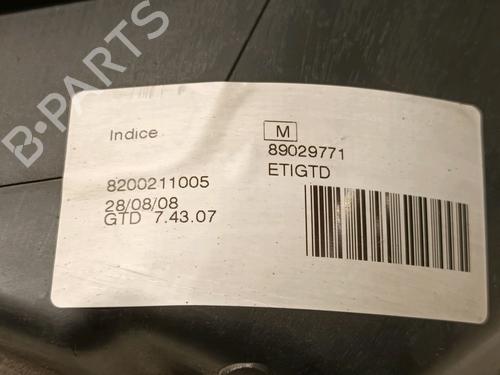 B-PARTS
Indice
M
89029771
ETIGTD
8200211005
28/08/08
GTD 7.43.07